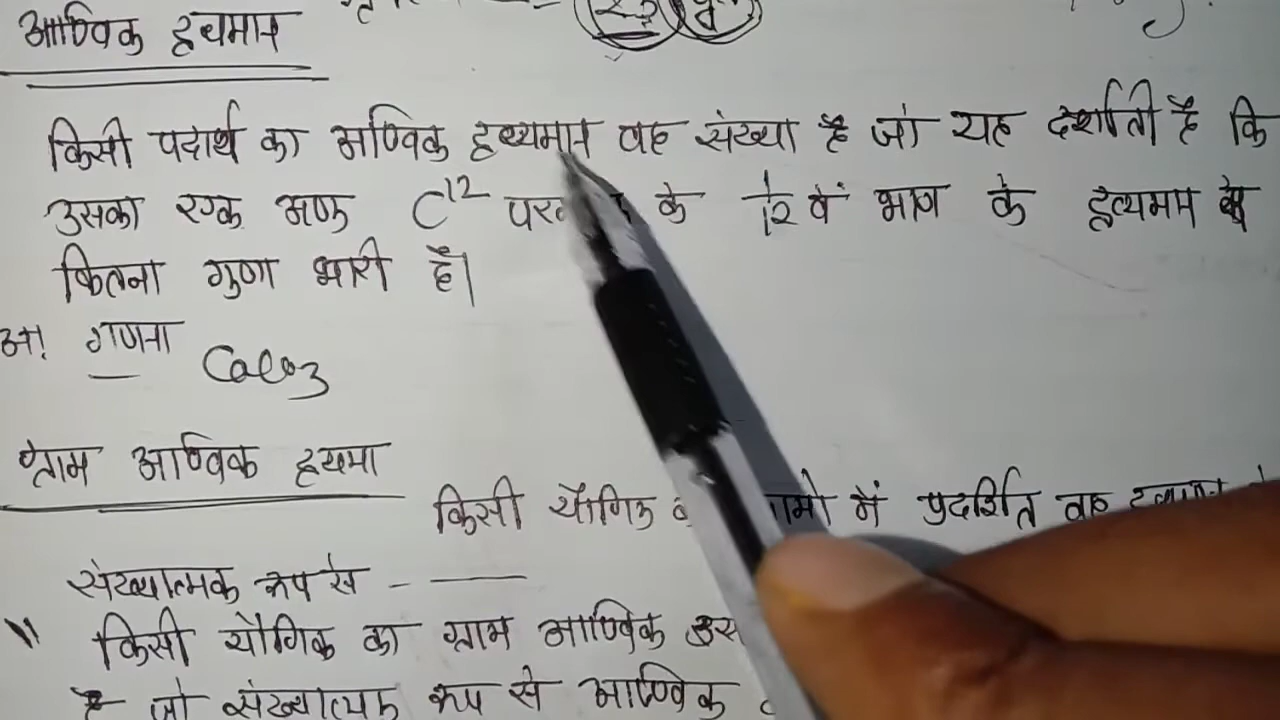 आण्विक द्रव्यमान
किसी पदार्थ का अण्विक द्रव्यमान वह संख्या है जो यह दर्शाती है कि
उसका एक अणु C12 के 1/12 वें भाग के द्रव्यमान से
कितना गुणा भारी है।
गणना CaCO3
ग्राम आण्विक द्रव्यमा
किसी यौगिक में प्रदर्शित वह
संख्यात्मक रूप से - ——
" किसी यौगिक का ग्राम आण्विक
है जो संख्यात्मक रूप से आण्विक